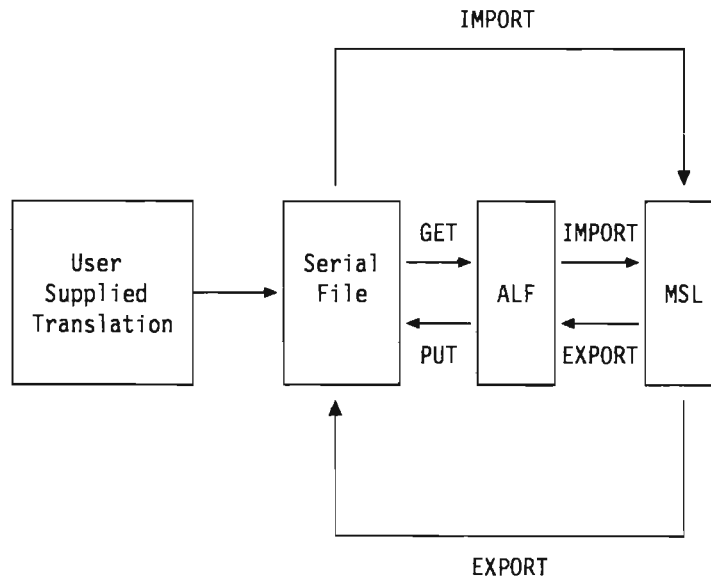 IMPORT
User
Supplied
Translation
Serial
File
GET
PUT
ALF
IMPORT
EXPORT
MSL
EXPORT